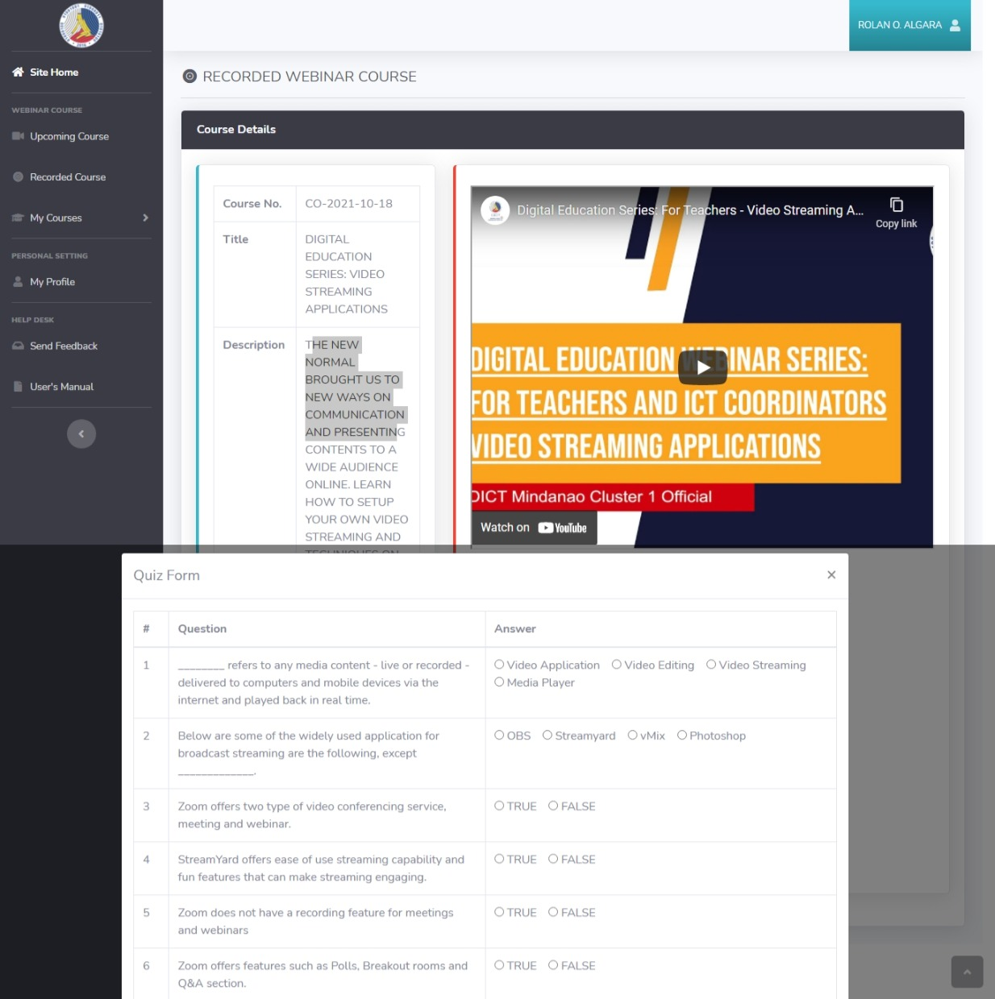 ROLAN O. ALGARA
Site Home
WEBINAR COURSE
Upcoming Course
Recorded Course
My Courses
PERSONAL SETTING
My Profile
HELP DESK
Send Feedback
User's Manual
RECORDED WEBINAR COURSE
Course Details
Course No. CO-2021-10-18
Title DIGITAL
EDUCATION
SERIES: VIDEO
STREAMING
APPLICATIONS
Description THE NEW
NORMAL
BROUGHT US TO
NEW WAYS ON
COMMUNICATION
AND PRESENTING
CONTENTS TO A
WIDE AUDIENCE
ONLINE. LEARN
HOW TO SETUP
YOUR OWN VIDEO
STREAMING AND
Digital Education Series: For Teachers - Video Streaming A...
Copy link
DIGITAL EDUCATION WEBINAR SERIES:
FOR TEACHERS AND ICT COORDINATORS
VIDEO STREAMING APPLICATIONS
DICT Mindanao Cluster 1 Official
Watch on YouTube
Quiz Form
# Question Answer
1 ________ refers to any media content - live or recorded -
delivered to computers and mobile devices via the
internet and played back in real time.
Video Application Video Editing Video Streaming
Media Player
2 Below are some of the widely used application for
broadcast streaming are the following, except
_____________.
OBS Streamyard vMix Photoshop
3 Zoom offers two type of video conferencing service,
meeting and webinar.
TRUE FALSE
4 StreamYard offers ease of use streaming capability and
fun features that can make streaming engaging.
TRUE FALSE
5 Zoom does not have a recording feature for meetings
and webinars
TRUE FALSE
6 Zoom offers features such as Polls, Breakout rooms and
Q&A section.
TRUE FALSE